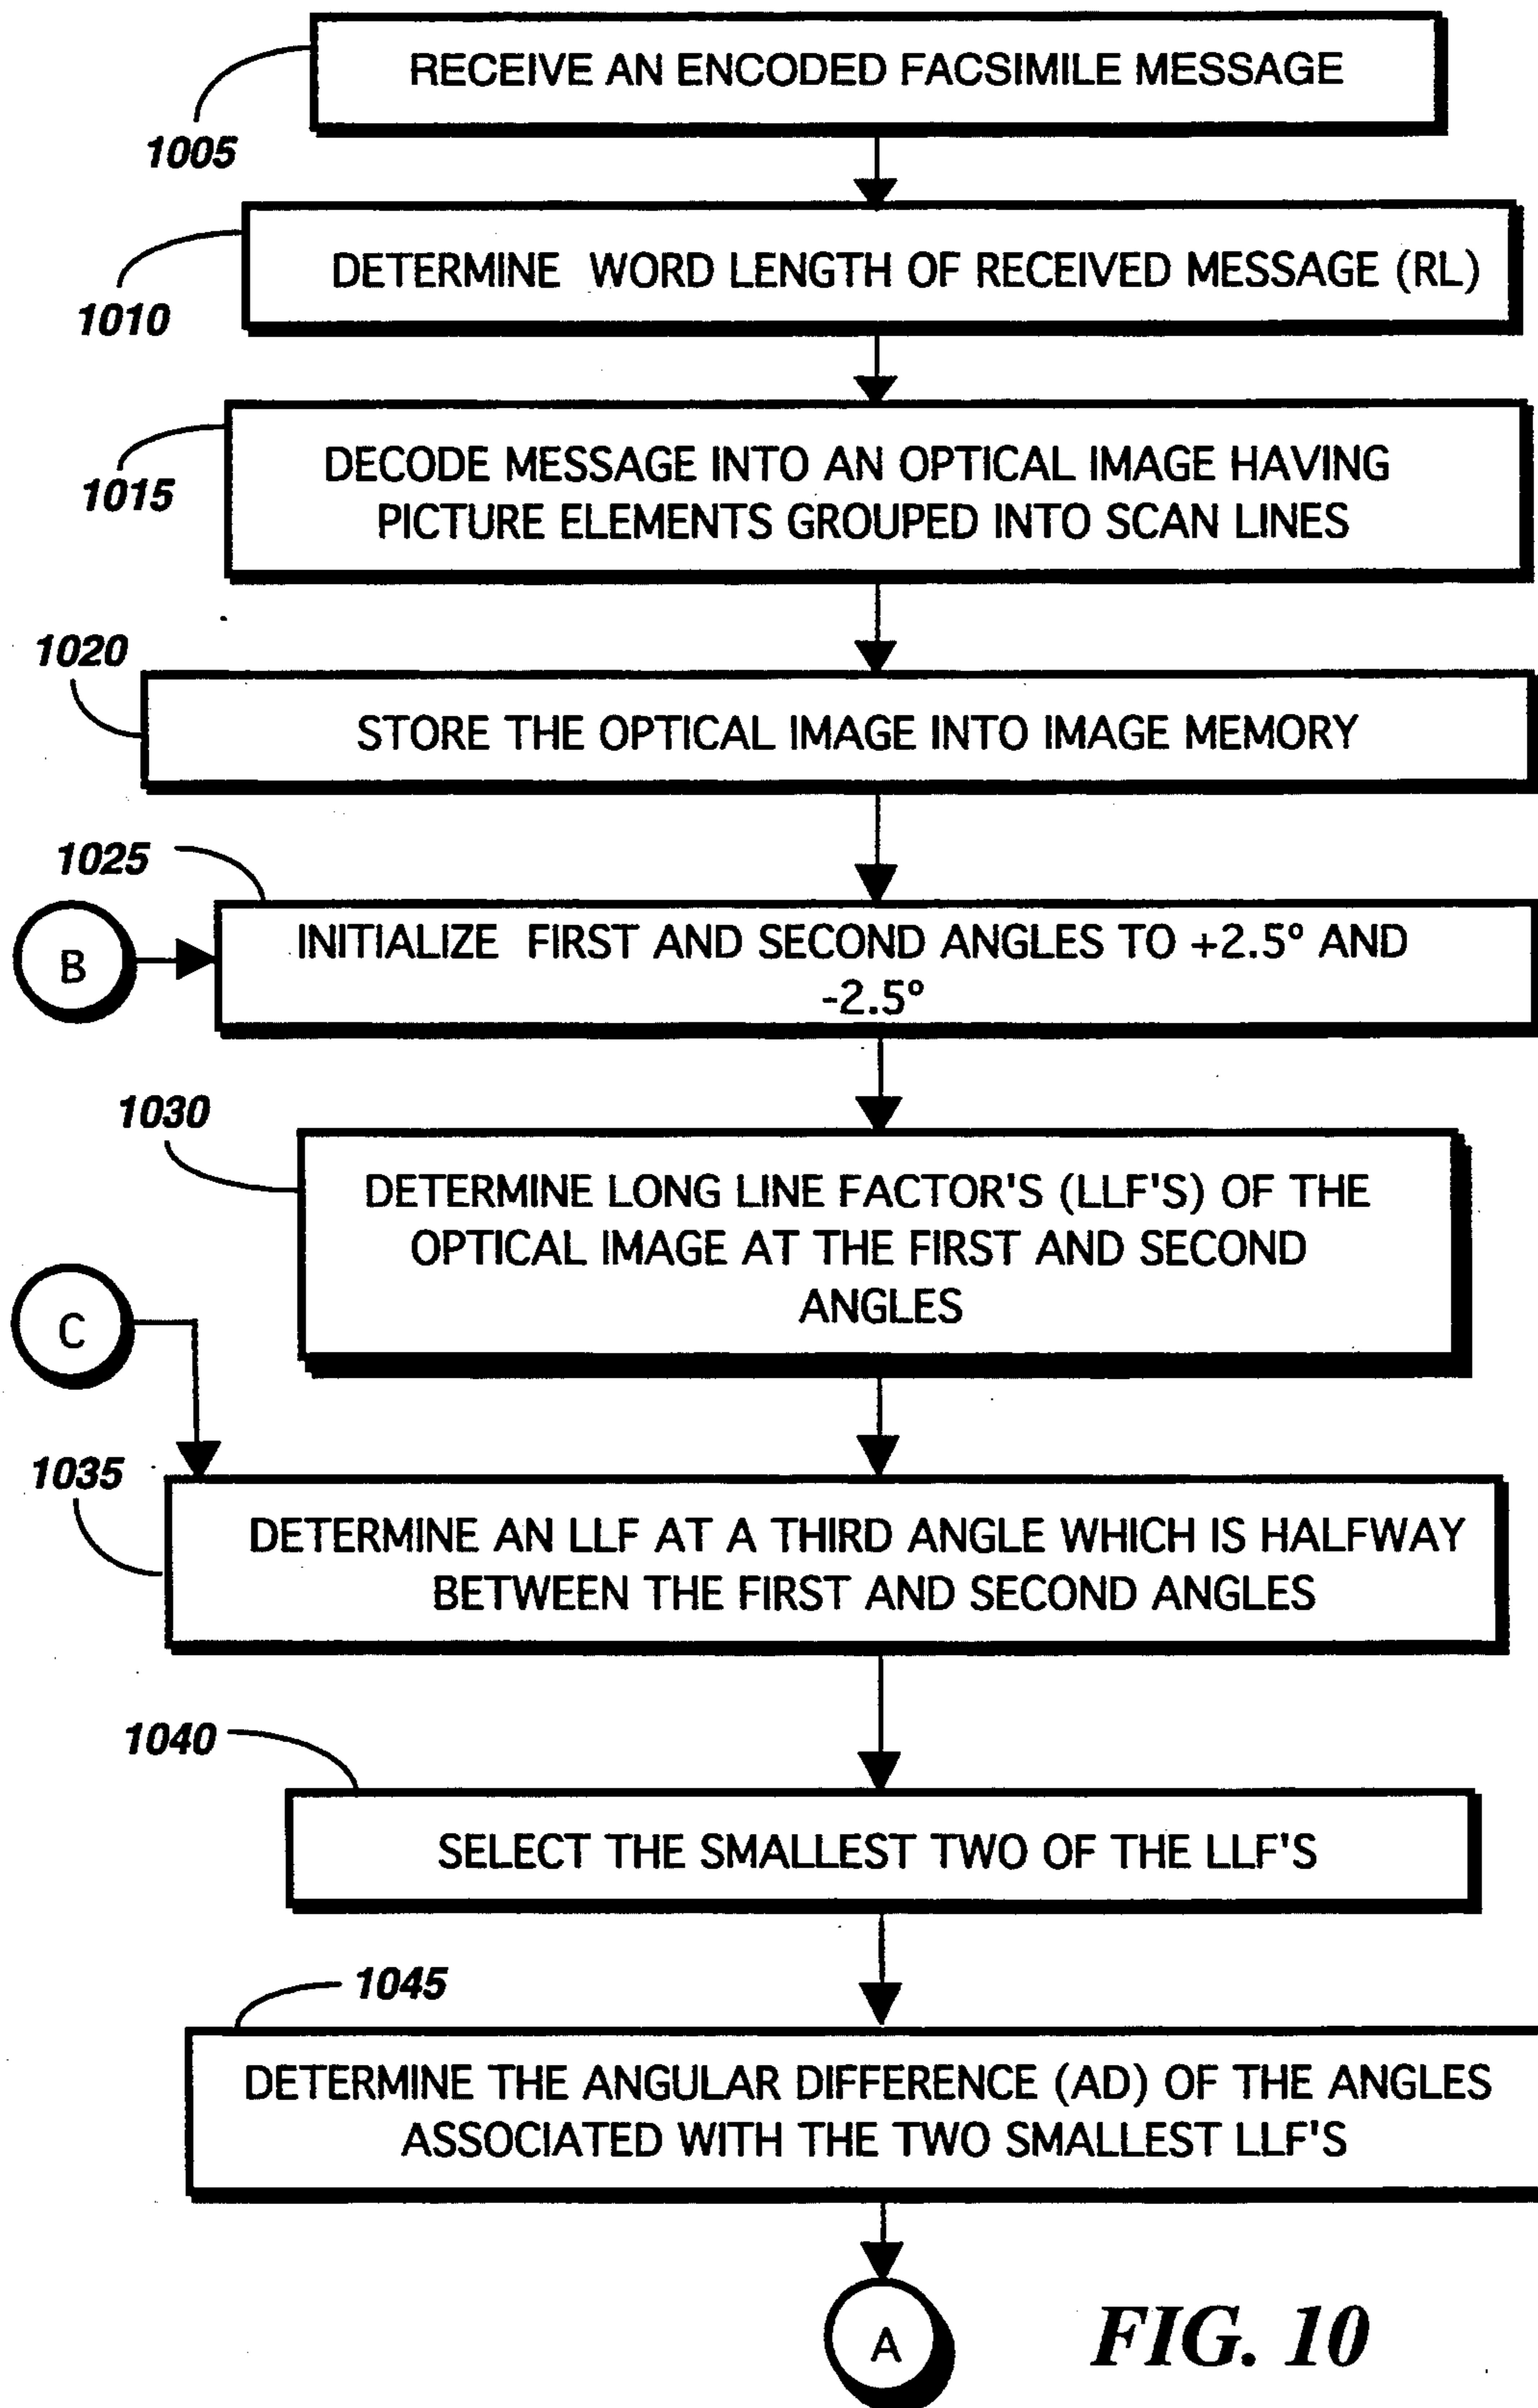 RECEIVE AN ENCODED FACSIMILE MESSAGE
1005
DETERMINE WORD LENGTH OF RECEIVED MESSAGE (RL)
1010
DECODE MESSAGE INTO AN OPTICAL IMAGE HAVING
PICTURE ELEMENTS GROUPED INTO SCAN LINES
1015
1020
STORE THE OPTICAL IMAGE INTO IMAGE MEMORY
1025
B
INITIALIZE FIRST AND SECOND ANGLES TO +2.5º AND
-2.5º
1030
DETERMINE LONG LINE FACTOR'S (LLF'S) OF THE
OPTICAL IMAGE AT THE FIRST AND SECOND
ANGLES
C
1035
DETERMINE AN LLF AT A THIRD ANGLE WHICH IS HALFWAY
BETWEEN THE FIRST AND SECOND ANGLES
1040
SELECT THE SMALLEST TWO OF THE LLF'S
1045
DETERMINE THE ANGULAR DIFFERENCE (AD) OF THE ANGLES
ASSOCIATED WITH THE TWO SMALLEST LLF'S
A
FIG. 10